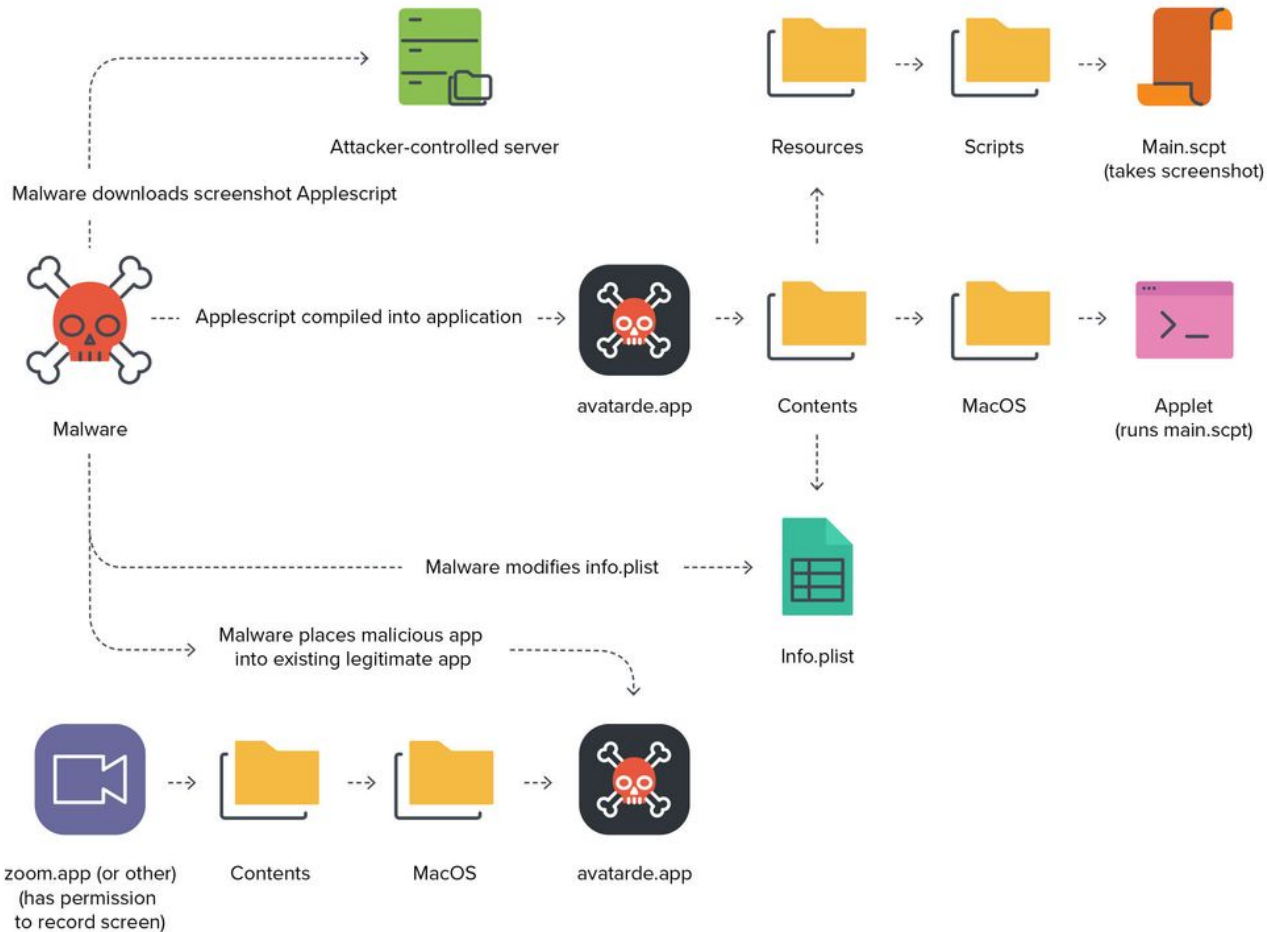 Attacker-controlled server
Resources
Scripts
Main.scpt
(takes screenshot)
Malware downloads screenshot Applescript
Applescript compiled into application
Malware
avatarde.app
Contents
MacOS
Applet
(runs main.scpt)
Malware modifies info.plist
Malware places malicious app
into existing legitimate app
Info.plist
zoom.app (or other)
(has permission
to record screen)
Contents
MacOS
avatarde.app